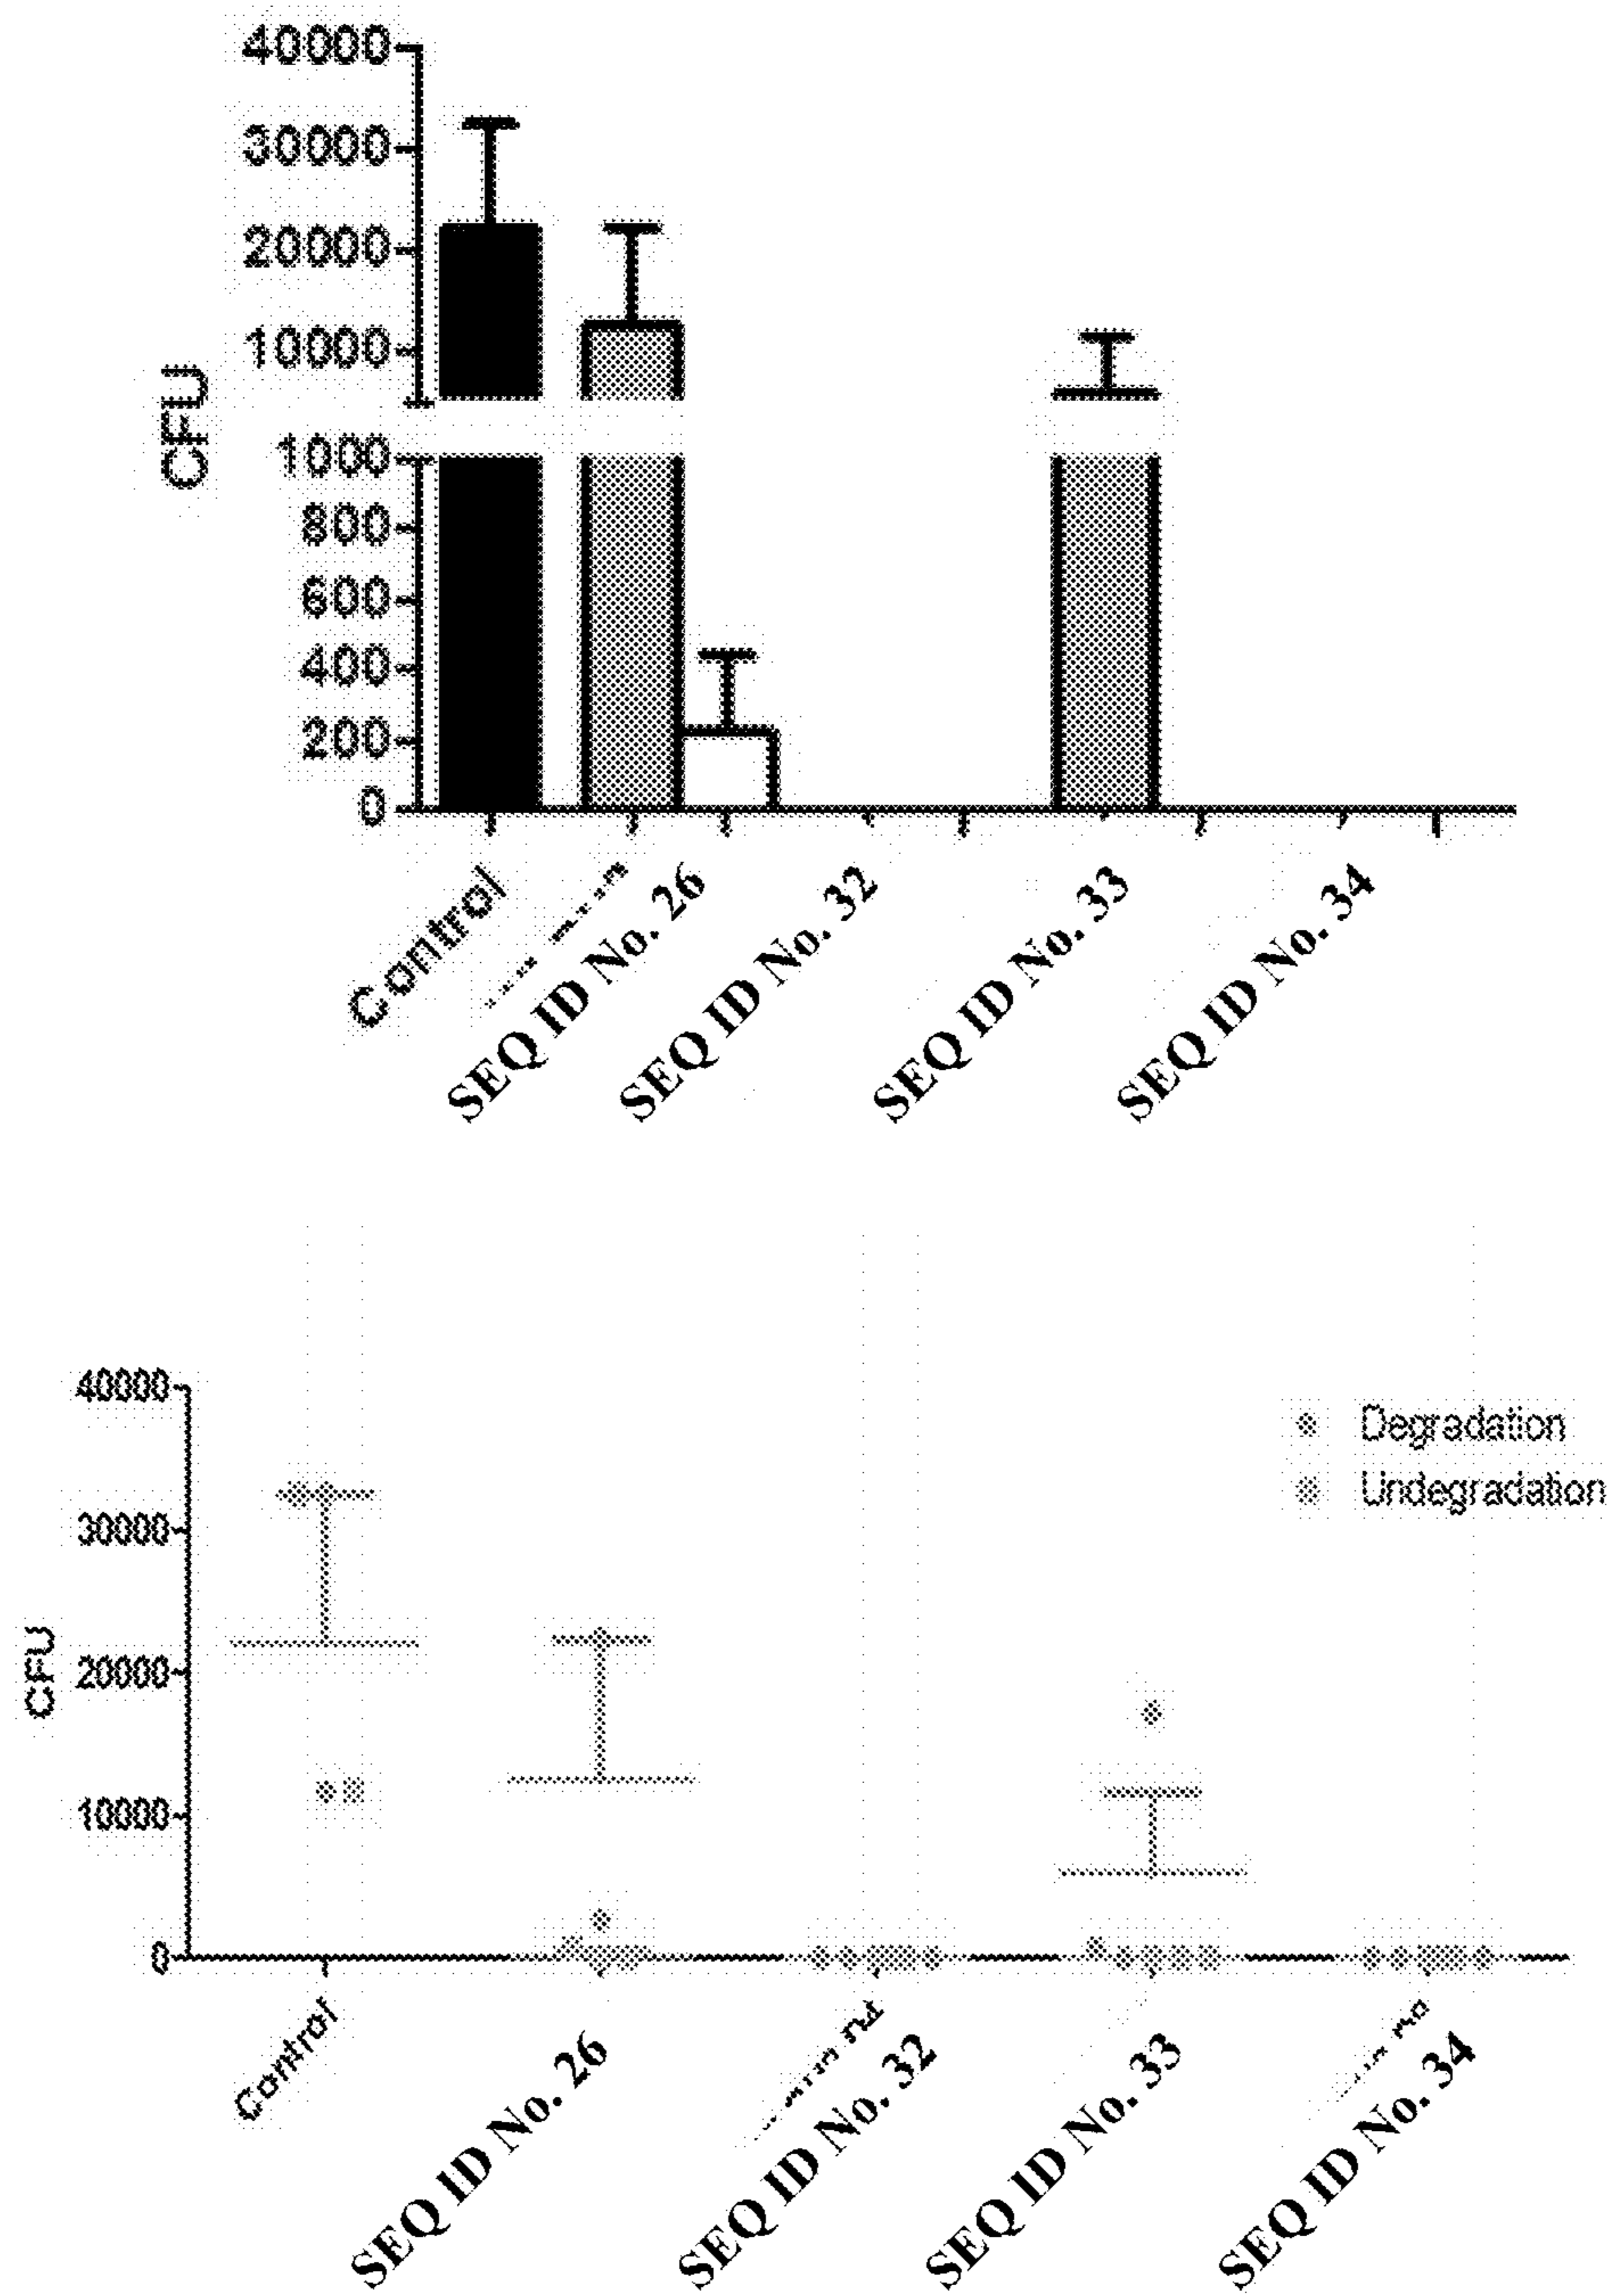 40000
30000
20000
10000
CFU
1000
800
600
400
200
0
Control
SEQ ID No. 26
SEQ ID No. 32
SEQ ID No. 33
SEQ ID No. 34
40000
30000
20000
10000
0
CFU
Degradation
Undegradation
Control
SEQ ID No. 26
SEQ ID No. 32
SEQ ID No. 33
SEQ ID No. 34